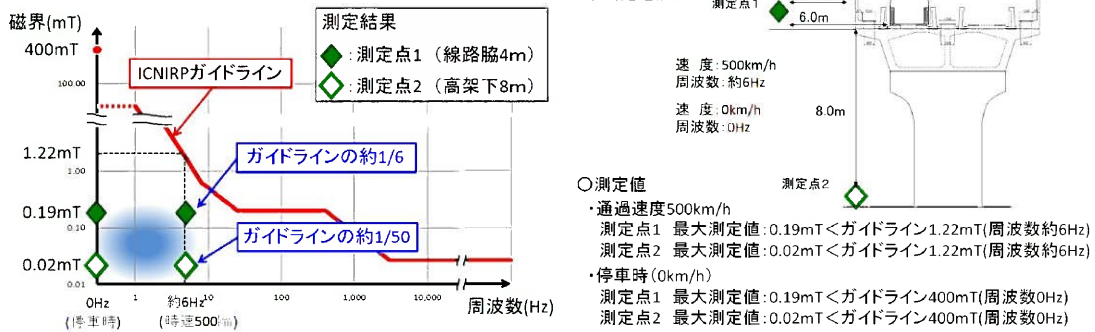 磁界(mT)
400mT
100.00
1.22mT
1.00
0.19mT
0.10
0.02mT
0.01
ICNIRPガイドライン
測定結果
:測定点1 (線路脇4m)
:測定点2 (高架下8m)
ガイドラインの約1/6
ガイドラインの約1/50
0Hz
(停車時)
1
約6Hz
(時速500㎞)
10
100
1,000
10,000
周波数(Hz)
測定点1
6.0m
速 度:500km/h
周波数:約6Hz
速 度:0km/h
周波数:0Hz
8.0m
測定点2
○測定値
・通過速度500km/h
測定点1 最大測定値:0.19mT<ガイドライン1.22mT(周波数約6Hz)
測定点2 最大測定値:0.02mT<ガイドライン1.22mT(周波数約6Hz)
・停車時(0km/h)
測定点1 最大測定値:0.19mT<ガイドライン400mT(周波数0Hz)
測定点2 最大測定値:0.02mT<ガイドライン400mT(周波数0Hz)